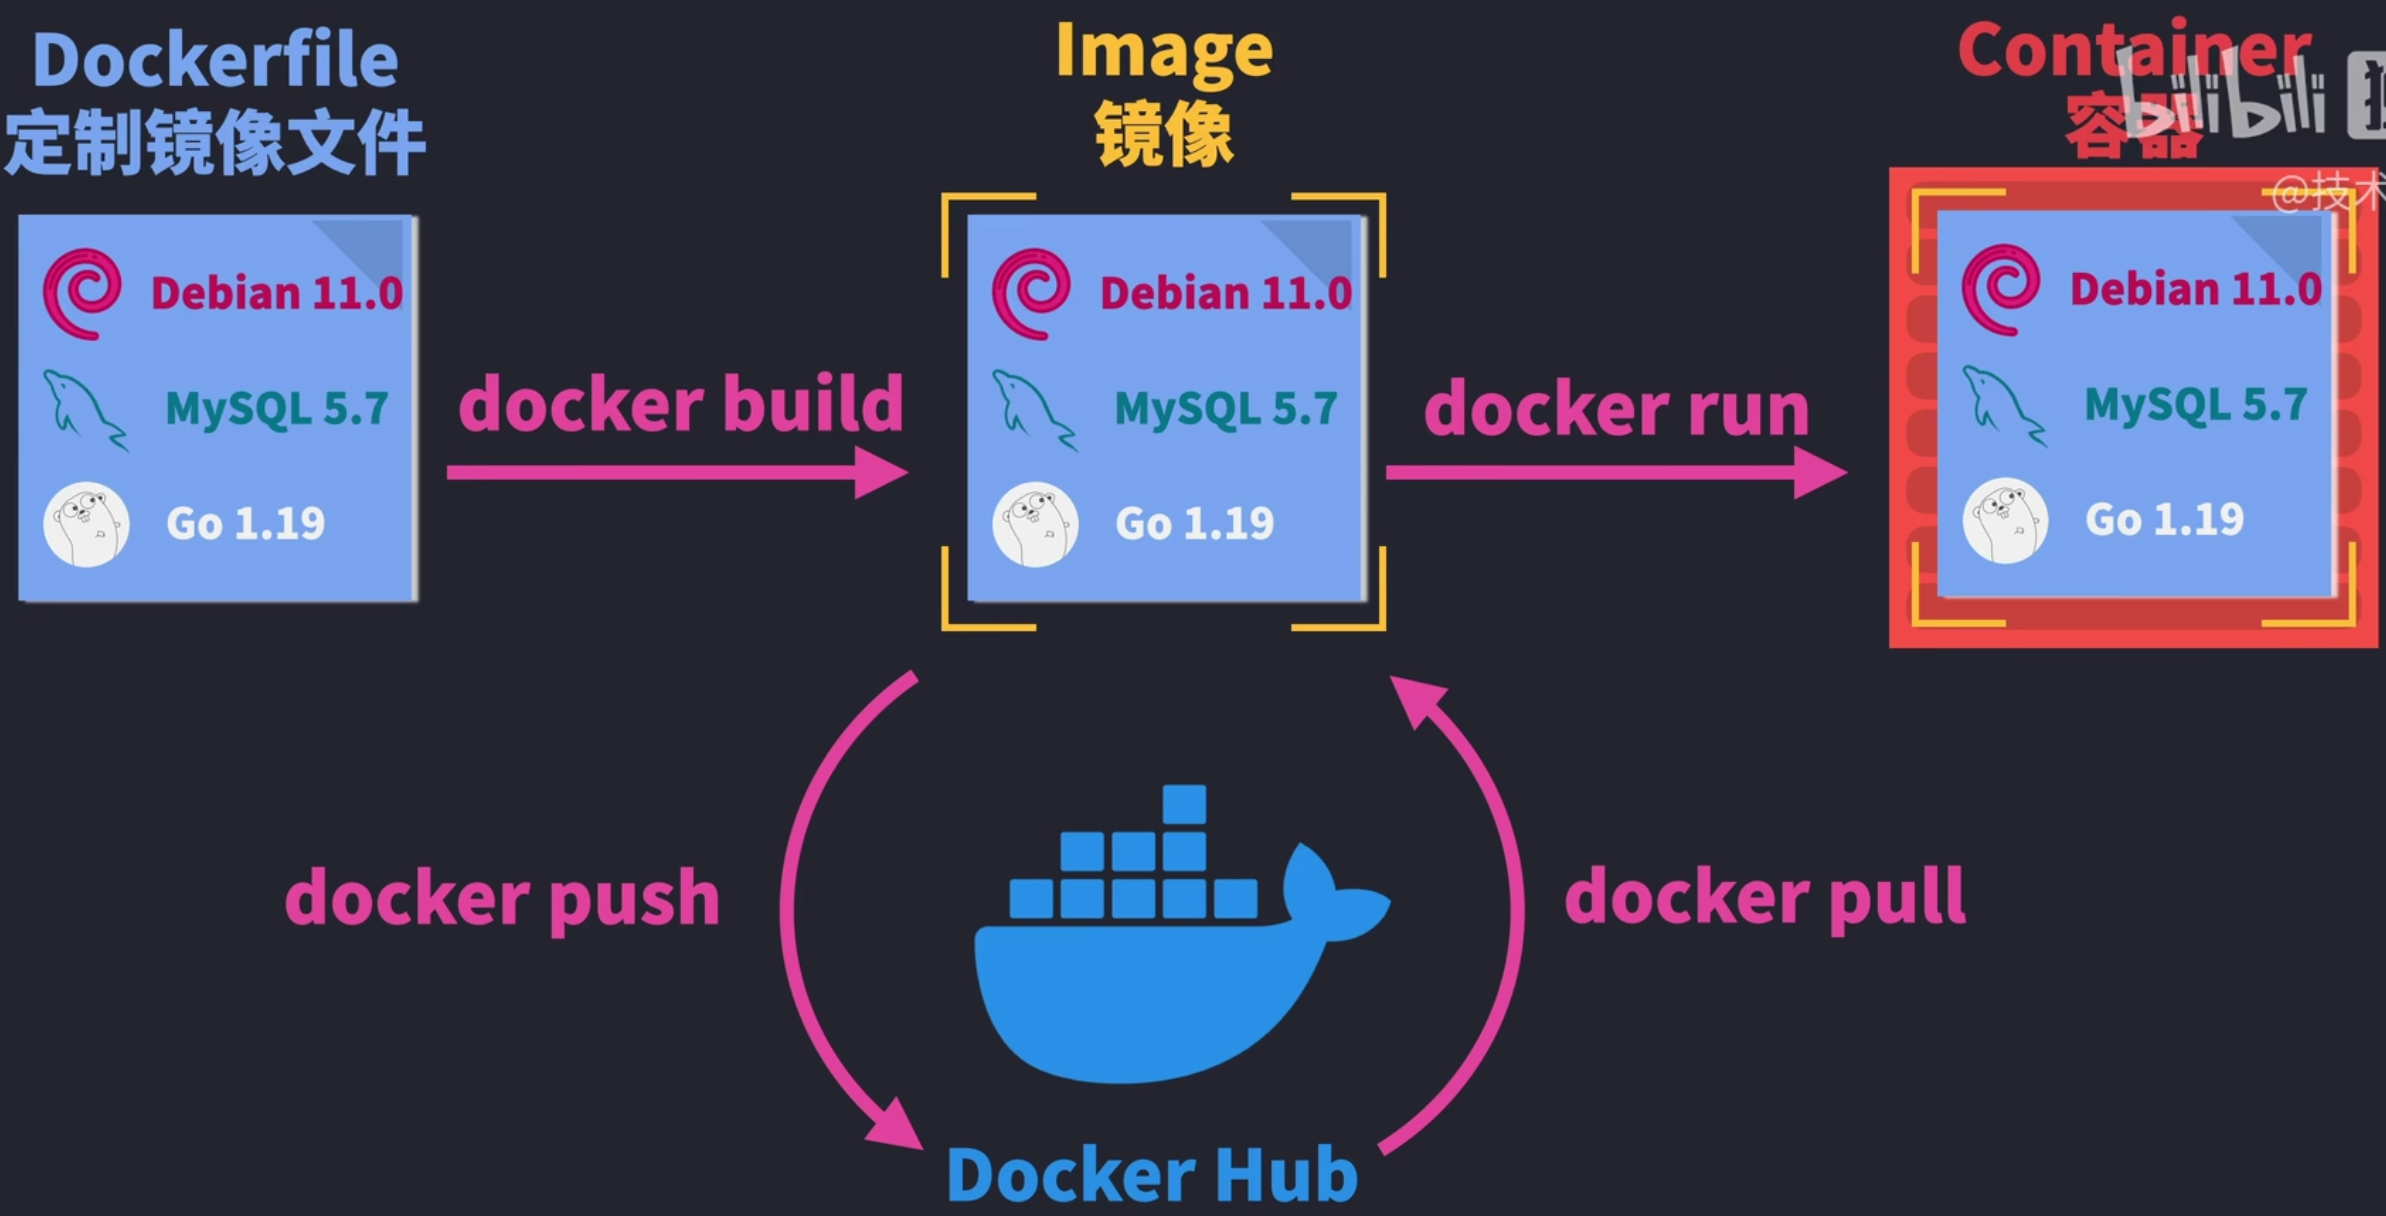 Dockerfile
定制镜像文件
Image
镜像
Container
容器
bilibili
@技术
Debian 11.0
MySQL 5.7
Go 1.19
docker build
Debian 11.0
MySQL 5.7
Go 1.19
docker run
Debian 11.0
MySQL 5.7
Go 1.19
docker push
docker pull
Docker Hub